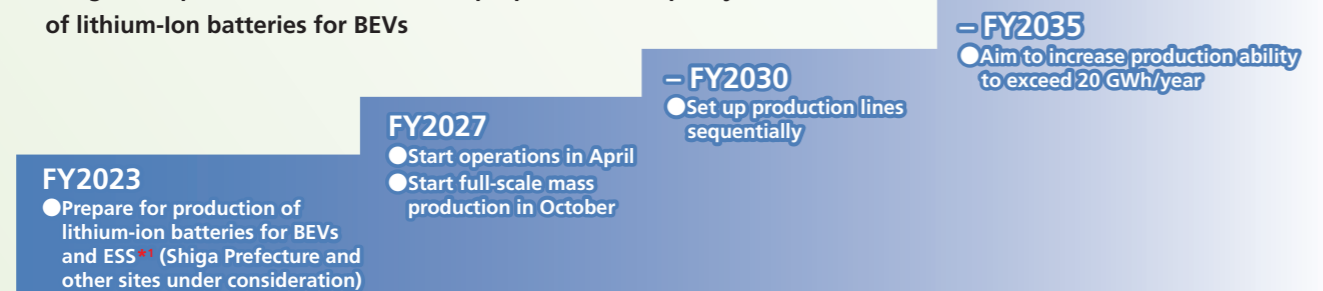 of lithium-Ion batteries for BEVs
FY2023
●Prepare for production of
lithium-ion batteries for BEVs
and ESS*1 (Shiga Prefecture and
other sites under consideration)
FY2027
●Start operations in April
●Start full-scale mass
production in October
– FY2030
●Set up production lines
sequentially
– FY2035
●Aim to increase production ability
to exceed 20 GWh/year